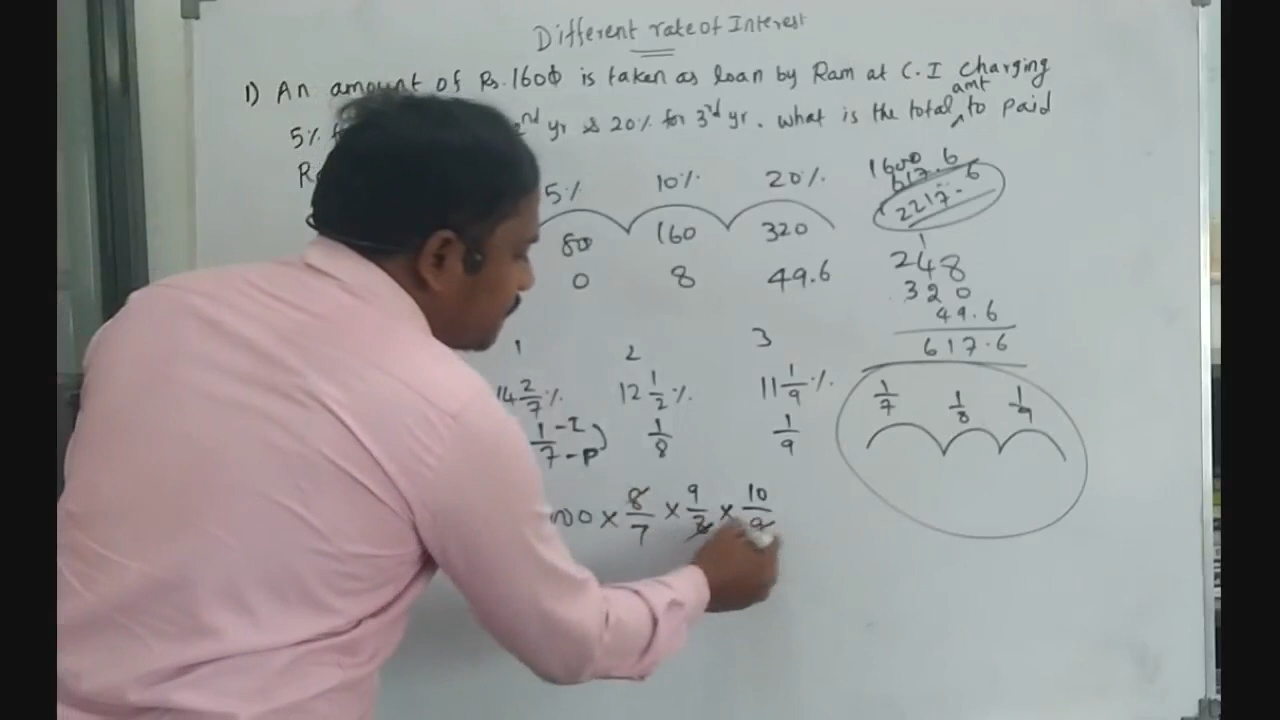 Different rate of Interest
1) An amount of Rs. 1600 is taken as loan by Ram at C.I charging
amt
5% 2nd yr & 20% for 3rd yr. what is the total ^ to paid
5% 10% 20%
80 160 320
0 8 49.6
1600
617.6
2217.6
1
248
320
49.6
617.6
1 2 3
14 2/7 % 12 1/2 % 11 1/9 %
1/7 -I -P 1/8 1/9
1/7 1/8 1/9
00 × 8/7 × 9/8 × 10/9